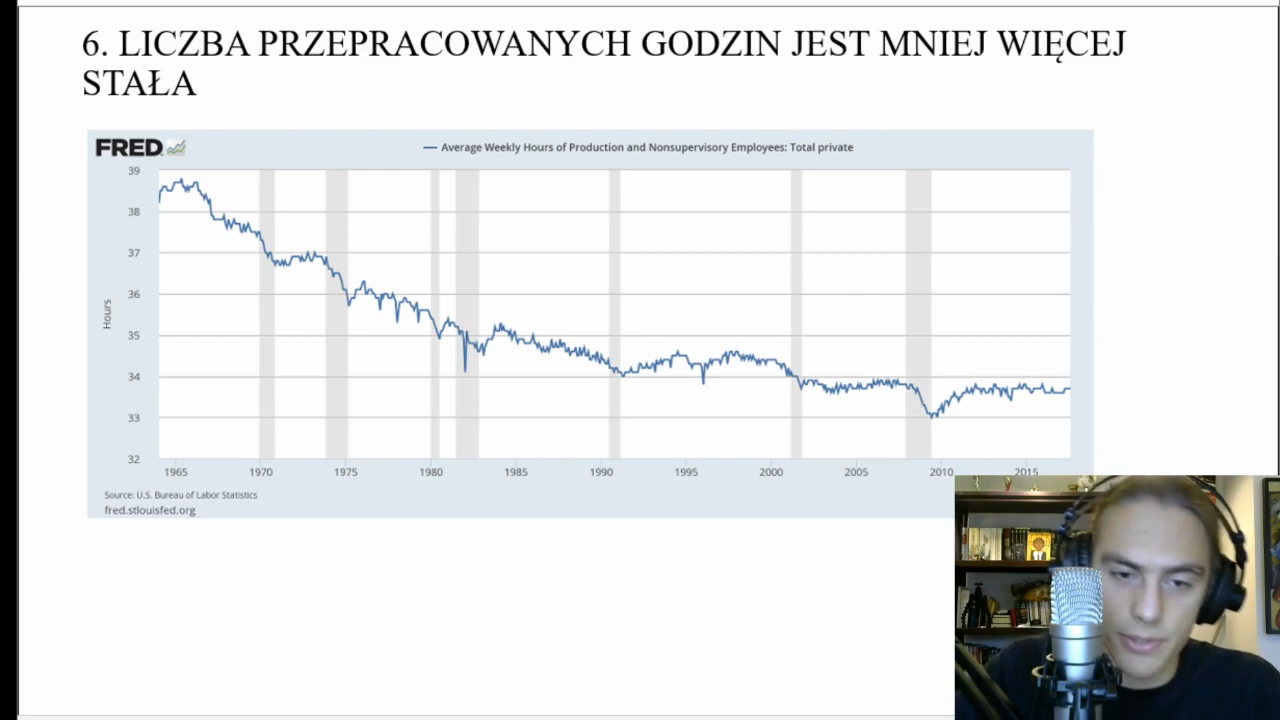 6. LICZBA PRZEPRACOWANYCH GODZIN JEST MNIEJ WIĘCEJ
STAŁA
FRED
Average Weekly Hours of Production and Nonsupervisory Employees: Total private
39
38
37
36
35
34
33
32
Hours
1965 1970 1975 1980 1985 1990 1995 2000 2005 2010 2015
Source: U.S. Bureau of Labor Statistics
fred.stlouisfed.org